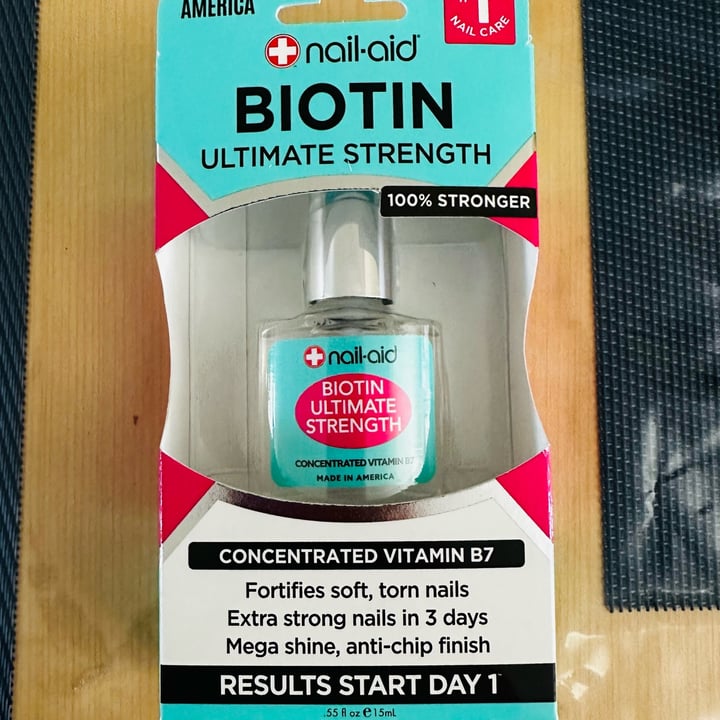 AMERICA
#1
NAIL CARE
nail-aid
BIOTIN
ULTIMATE STRENGTH
100% STRONGER
nail-aid
BIOTIN
ULTIMATE
STRENGTH
CONCENTRATED VITAMIN B7
MADE IN AMERICA
CONCENTRATED VITAMIN B7
Fortifies soft, torn nails
Extra strong nails in 3 days
Mega shine, anti-chip finish
RESULTS START DAY 1
.55 fl oz e 15mL